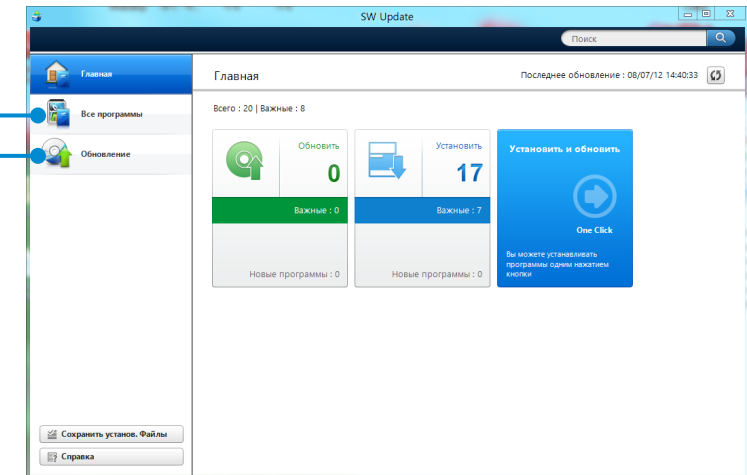 SW Update
Поиск
Главная
Все программы
Обновление
Сохранить установ. Файлы
Справка
Главная
Последнее обновление : 08/07/12 14:40:33
Всего : 20 | Важные : 8
Обновить
0
Важные : 0
Новые программы : 0
Установить
17
Важные : 7
Новые программы : 0
Установить и обновить
One Click
Вы можете устанавливать
программы одним нажатием
кнопки